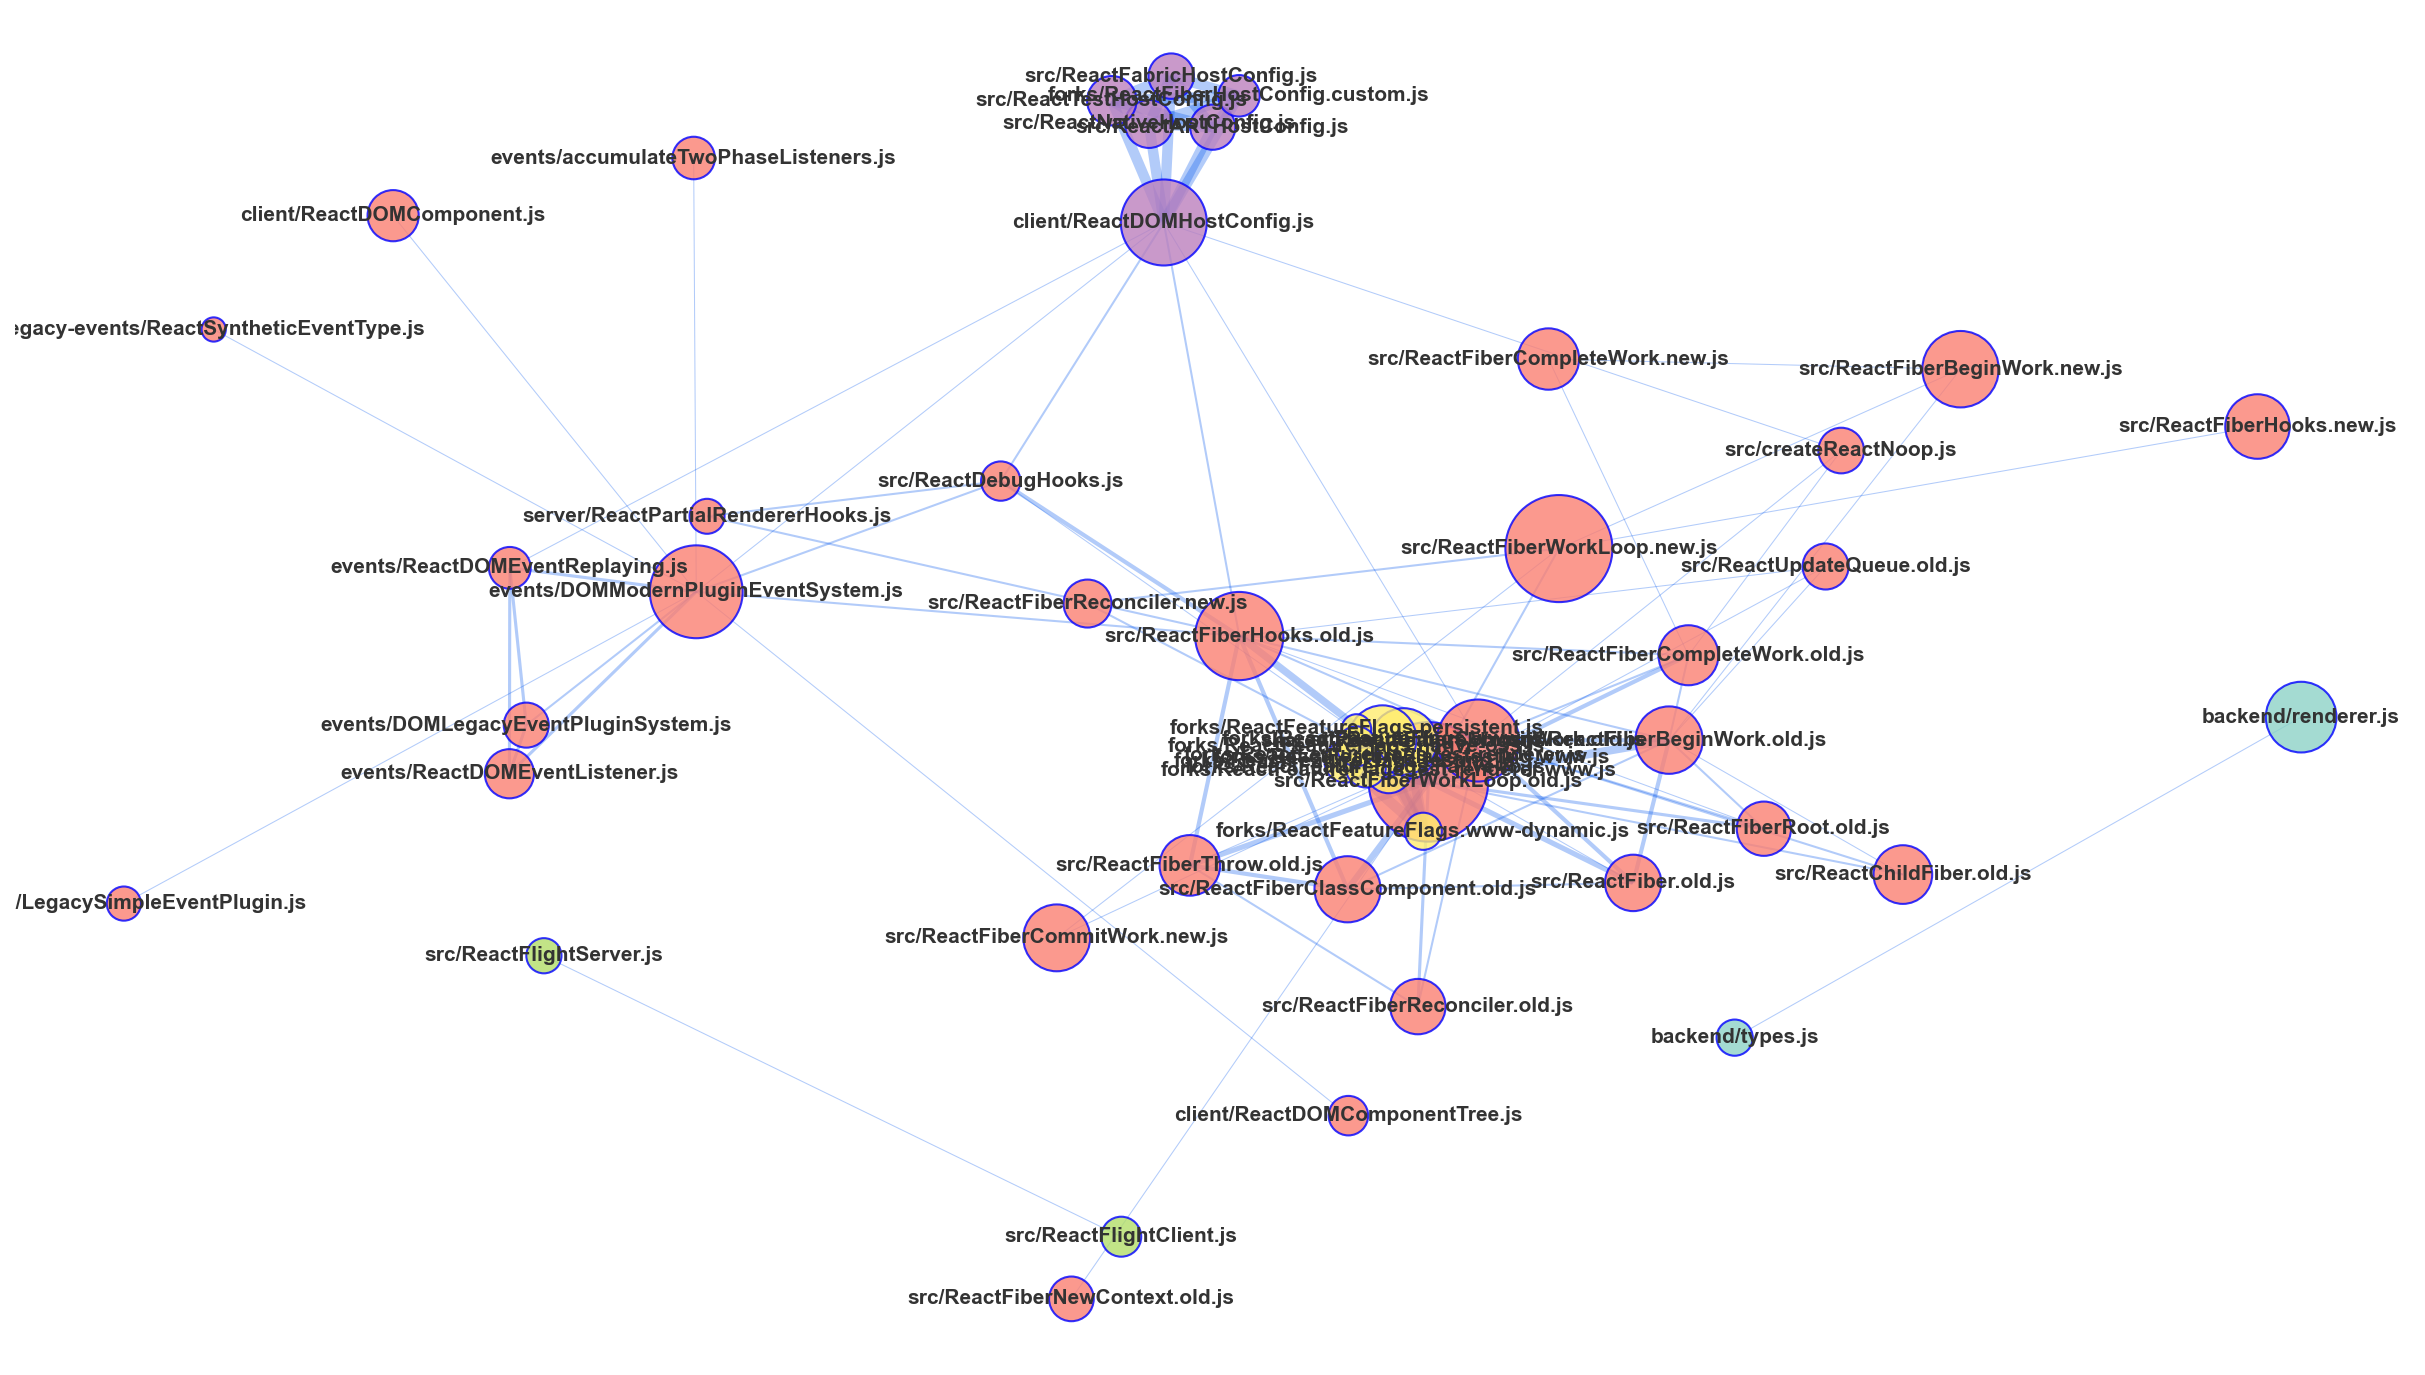 src/ReactFabricHostConfig.js
forks/ReactFiberHostConfig.custom.js
src/ReactTestHostConfig.js
src/ReactNativeHostConfig.js
src/ReactARTHostConfig.js
events/accumulateTwoPhaseListeners.js
client/ReactDOMComponent.js
client/ReactDOMHostConfig.js
egacy-events/ReactSyntheticEventType.js
src/ReactFiberCompleteWork.new.js
src/ReactFiberBeginWork.new.js
src/ReactFiberHooks.new.js
src/createReactNoop.js
src/ReactDebugHooks.js
server/ReactPartialRendererHooks.js
src/ReactFiberWorkLoop.new.js
events/ReactDOMEventReplaying.js
src/ReactUpdateQueue.old.js
events/DOMModernPluginEventSystem.js
src/ReactFiberReconciler.new.js
src/ReactFiberHooks.old.js
src/ReactFiberCompleteWork.old.js
backend/renderer.js
events/DOMLegacyEventPluginSystem.js
forks/ReactFeatureFlags.persistent.js
src/ReactFiberBeginWork.old.js
events/ReactDOMEventListener.js
src/ReactFiberWorkLoop.old.js
forks/ReactFeatureFlags.www-dynamic.js
src/ReactFiberRoot.old.js
src/ReactFiberThrow.old.js
src/ReactFiberClassComponent.old.js
src/ReactFiber.old.js
src/ReactChildFiber.old.js
/LegacySimpleEventPlugin.js
src/ReactFiberCommitWork.new.js
src/ReactFlightServer.js
src/ReactFiberReconciler.old.js
backend/types.js
client/ReactDOMComponentTree.js
src/ReactFlightClient.js
src/ReactFiberNewContext.old.js